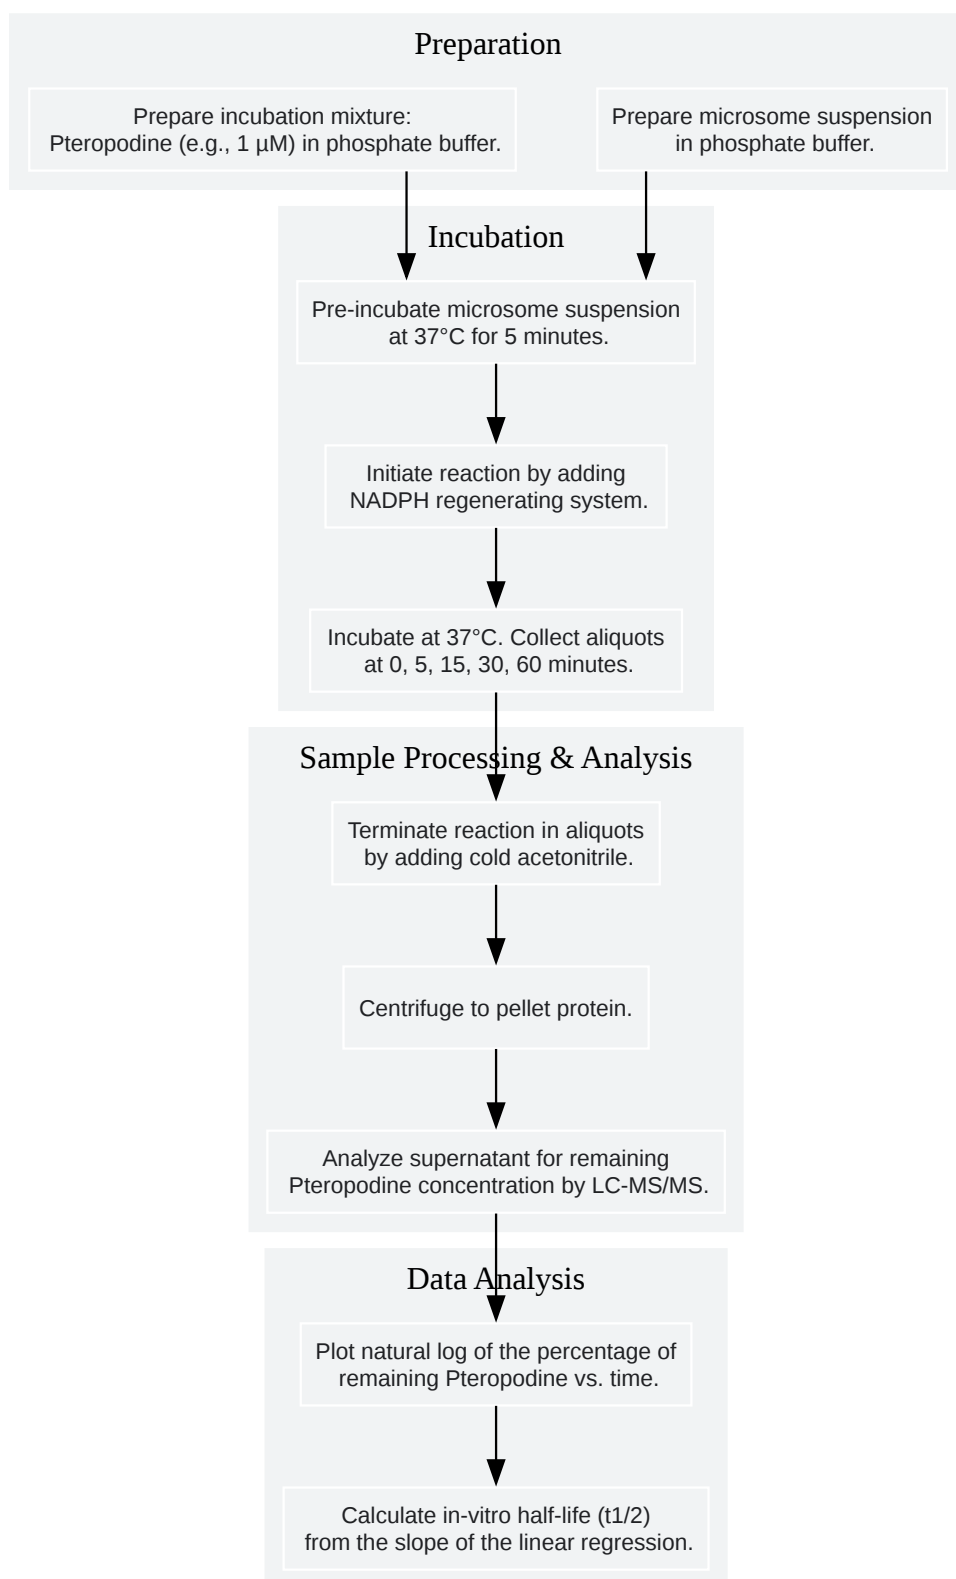 Preparation
Prepare incubation mixture:
Pteropodine (e.g., 1 µM) in phosphate buffer.
Prepare microsome suspension
in phosphate buffer.
Incubation
Pre-incubate microsome suspension
at 37°C for 5 minutes.
Initiate reaction by adding
NADPH regenerating system.
Incubate at 37°C. Collect aliquots
at 0, 5, 15, 30, 60 minutes.
Sample Processing & Analysis
Terminate reaction in aliquots
by adding cold acetonitrile.
Centrifuge to pellet protein.
Analyze supernatant for remaining
Pteropodine concentration by LC-MS/MS.
Data Analysis
Plot natural log of the percentage of
remaining Pteropodine vs. time.
Calculate in-vitro half-life (t1/2)
from the slope of the linear regression.